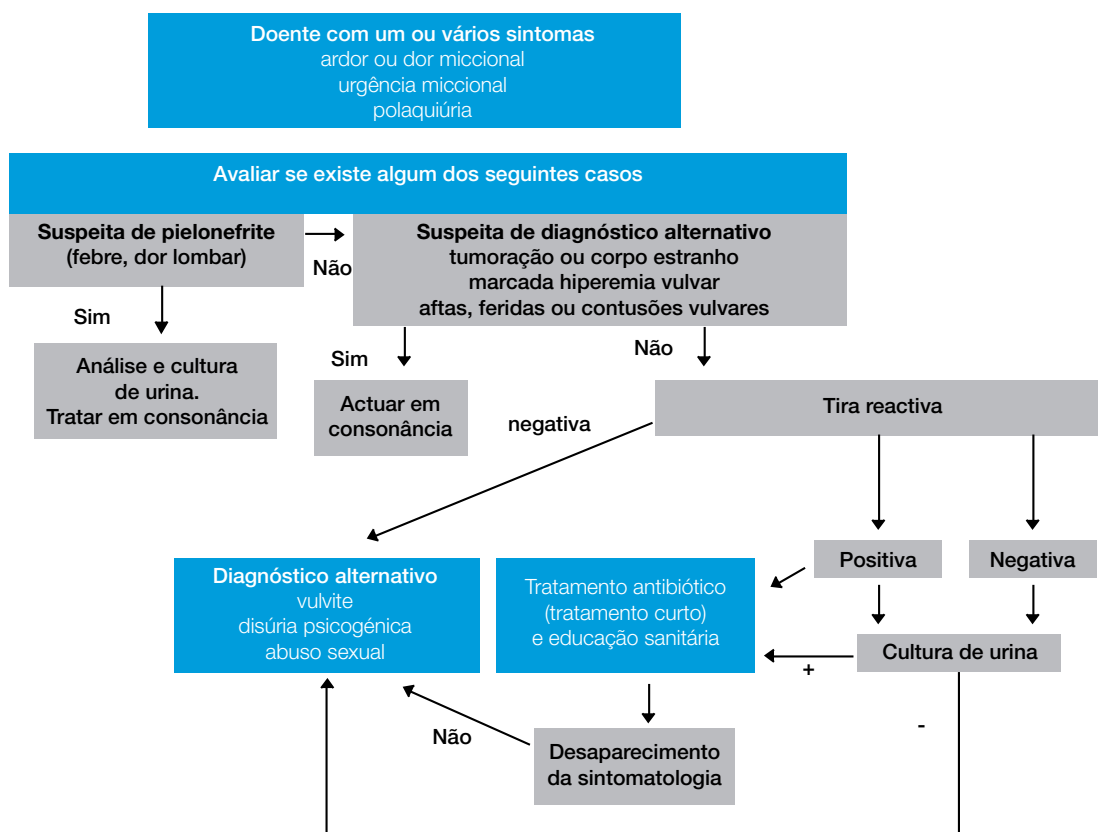 Doente com um ou vários sintomas
ardor ou dor miccional
urgência miccional
polaquiúria
Avaliar se existe algum dos seguintes casos
Suspeita de pielonefrite
(febre, dor lombar)
Não
Suspeita de diagnóstico alternativo
tumoração ou corpo estranho
marcada hiperemia vulvar
aftas, feridas ou contusões vulvares
Sim
Análise e cultura
de urina.
Tratar em consonância
Sim
Actuar em
consonância
Não
Tira reactiva
negativa
Positiva
Negativa
Diagnóstico alternativo
vulvite
disúria psicogénica
abuso sexual
Tratamento antibiótico
(tratamento curto)
e educação sanitária
Cultura de urina
+
-
Não
Desaparecimento
da sintomatologia